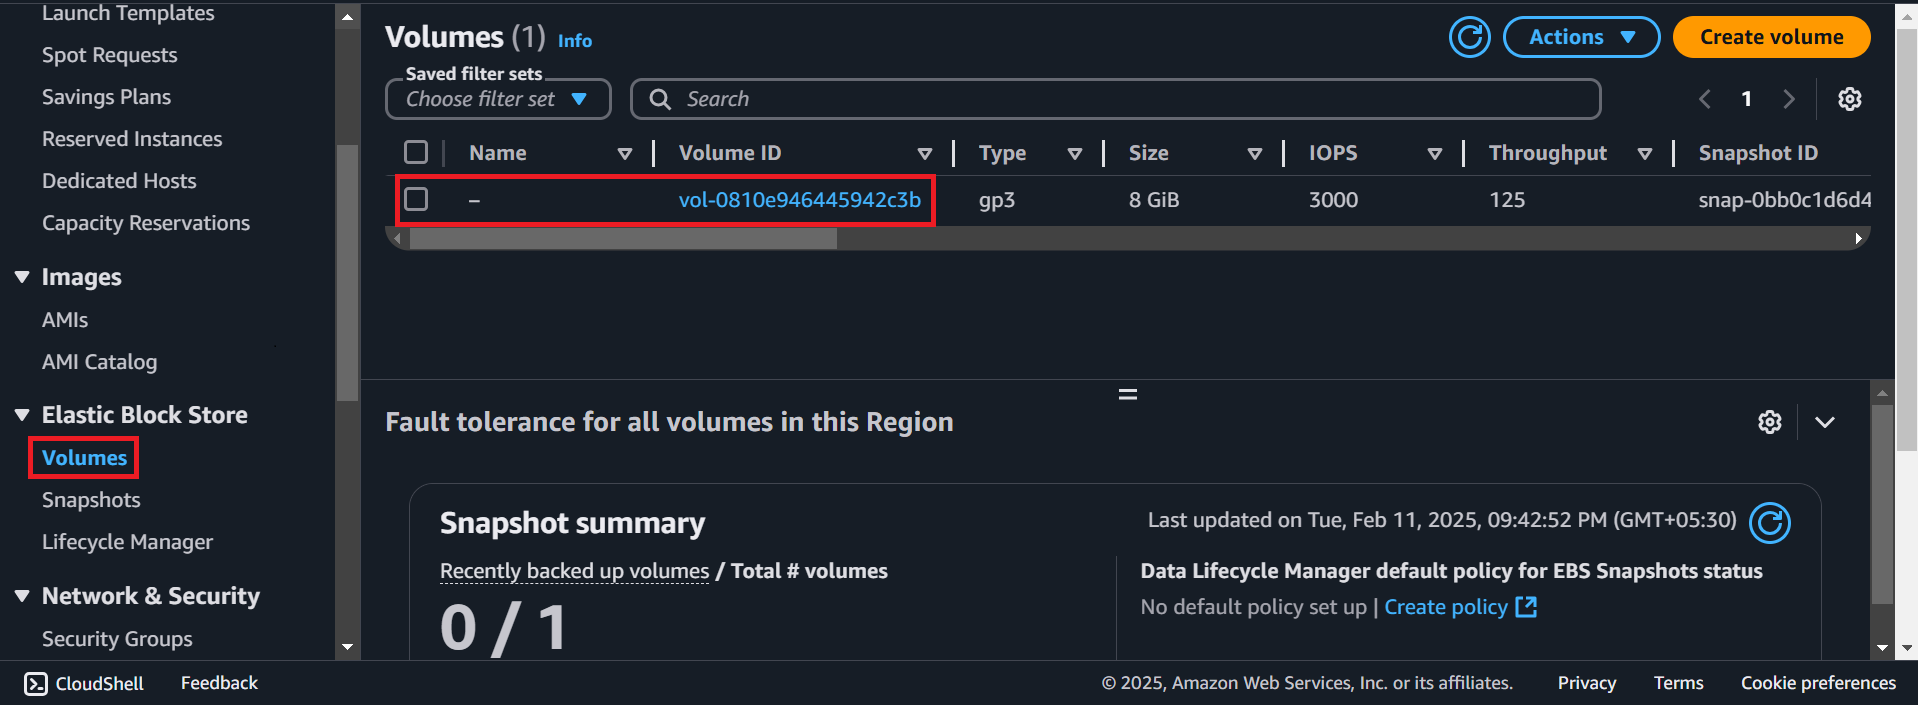 Launch Templates
Spot Requests
Savings Plans
Reserved Instances
Dedicated Hosts
Capacity Reservations
Images
AMIs
AMI Catalog
Elastic Block Store
Volumes
Snapshots
Lifecycle Manager
Network & Security
Security Groups
Volumes (1) Info
Actions
Create volume
Saved filter sets
Choose filter set
Search
1
Name Volume ID Type Size IOPS Throughput Snapshot ID
– vol-0810e946445942c3b gp3 8 GiB 3000 125 snap-0bb0c1d6d4
Fault tolerance for all volumes in this Region
Snapshot summary
Last updated on Tue, Feb 11, 2025, 09:42:52 PM (GMT+05:30)
Recently backed up volumes / Total # volumes
0 / 1
Data Lifecycle Manager default policy for EBS Snapshots status
No default policy set up | Create policy
CloudShell Feedback © 2025, Amazon Web Services, Inc. or its affiliates. Privacy Terms Cookie preferences